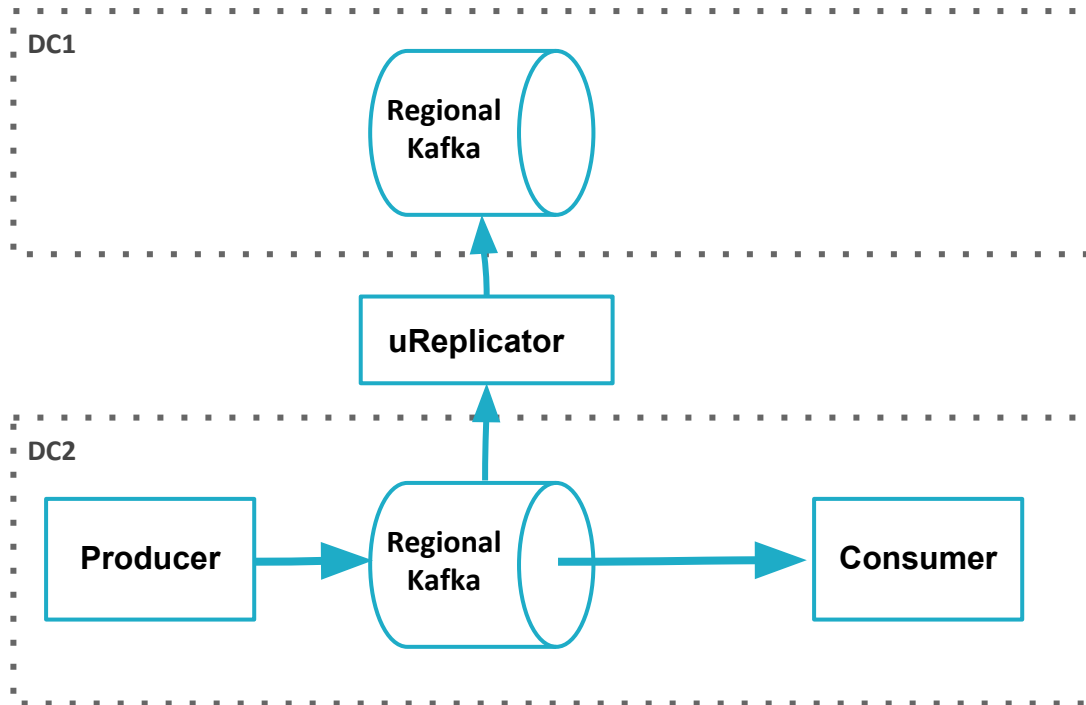 DC1
Regional
Kafka
uReplicator
DC2
Producer
Regional
Kafka
Consumer